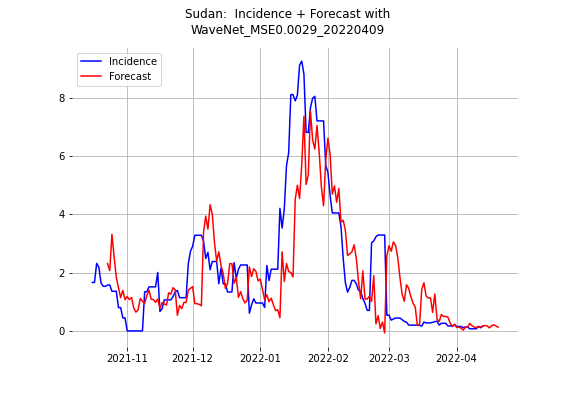 Sudan:  Incidence + Forecast with
WaveNet_MSE0.0029_20220409
Incidence
Forecast
8
6
4
2
0
2021-11 2021-12 2022-01 2022-02 2022-03 2022-04